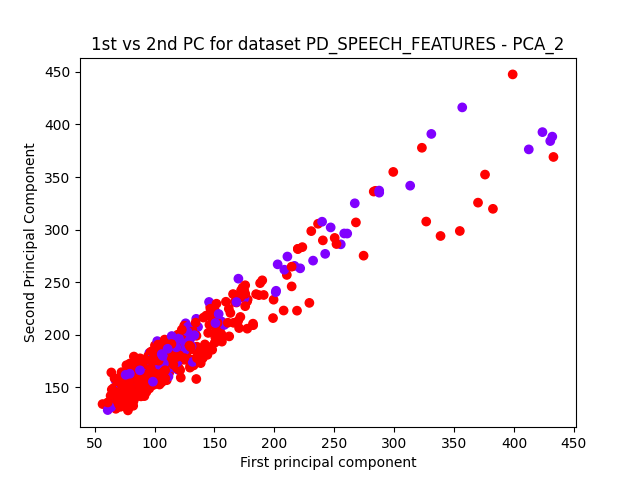 1st vs 2nd PC for dataset PD_SPEECH_FEATURES - PCA_2
450
400
350
300
250
200
150
Second Principal Component
50 100 150 200 250 300 350 400 450
First principal component